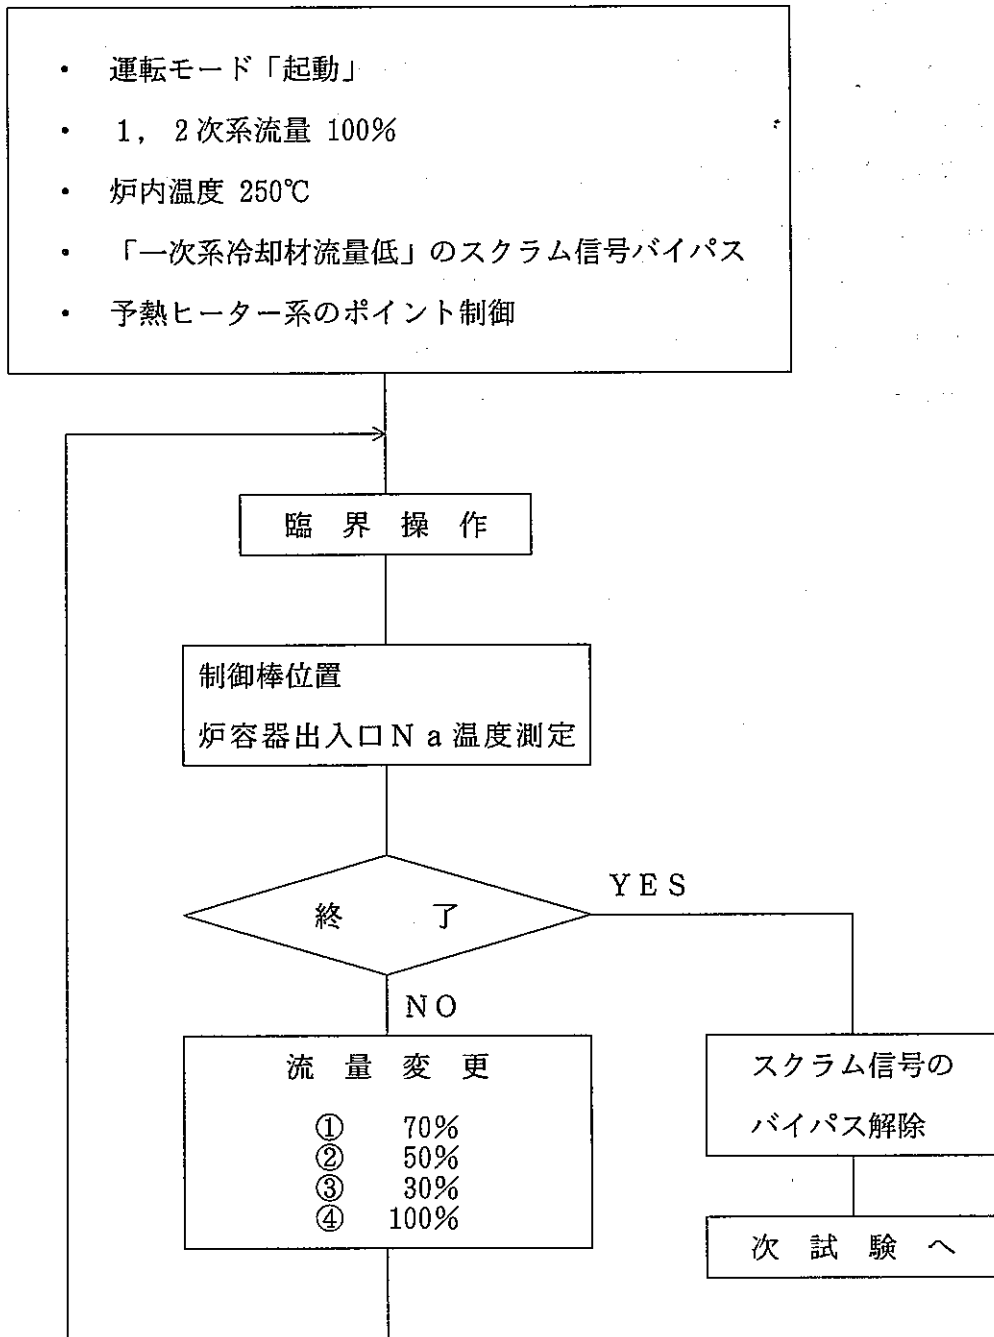 ・ 運転モード「起動」
・ 1, 2次系流量 100%
・ 炉内温度 250℃
・ 「一次系冷却材流量低」のスクラム信号バイパス
・ 予熱ヒーター系のポイント制御
臨 界 操 作
制御棒位置
炉容器出入口Na温度測定
終 了
YES
NO
流 量 変 更
① 70%
② 50%
③ 30%
④ 100%
スクラム信号の
バイパス解除
次 試 験 へ